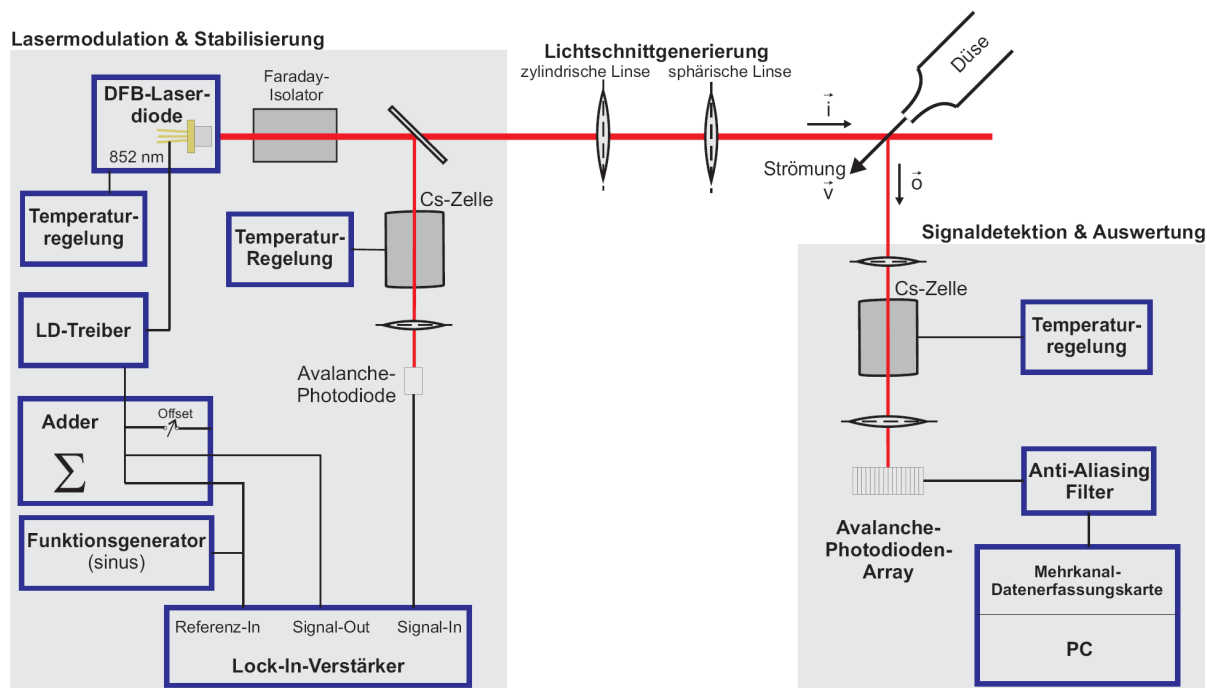 Lasermodulation & Stabilisierung
DFB-Laser-
diode
852 nm
Faraday-
Isolator
Temperatur-
regelung
Cs-Zelle
Temperatur-
Regelung
LD-Treiber
Avalanche-
Photodiode
Adder
Offset
Σ
Funktionsgenerator
(sinus)
Referenz-In
Signal-Out
Signal-In
Lock-In-Verstärker
Lichtschnittgenerierung
zylindrische Linse
sphärische Linse
Düse
i
Strömung
v
o
Signaldetektion & Auswertung
Cs-Zelle
Temperatur-
regelung
Avalanche-
Photodioden-
Array
Anti-Aliasing
Filter
Mehrkanal-
Datenerfassungskarte
PC